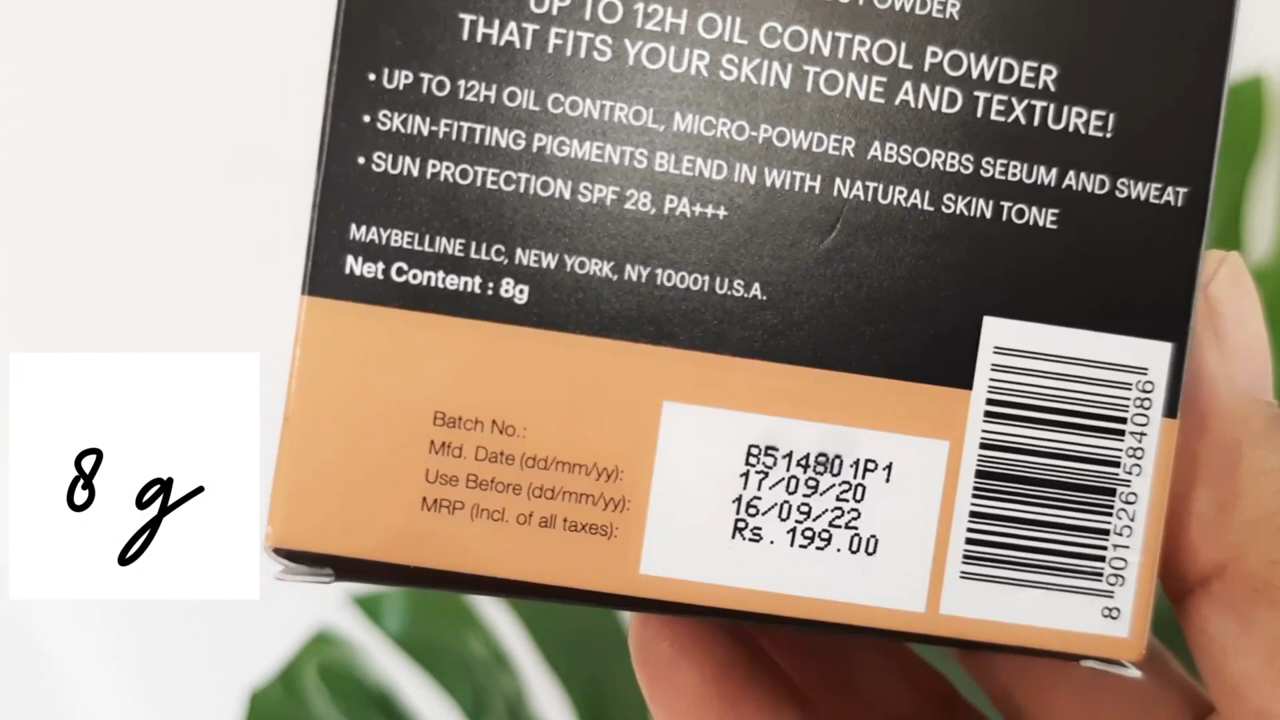 POWDER
UP TO 12H OIL CONTROL POWDER
THAT FITS YOUR SKIN TONE AND TEXTURE!
• UP TO 12H OIL CONTROL, MICRO-POWDER ABSORBS SEBUM AND SWEAT
• SKIN-FITTING PIGMENTS BLEND IN WITH NATURAL SKIN TONE
• SUN PROTECTION SPF 28, PA+++
MAYBELLINE LLC, NEW YORK, NY 10001 U.S.A.
Net Content : 8g
8 g
Batch No.:
Mfd. Date (dd/mm/yy):
Use Before (dd/mm/yy):
MRP (Incl. of all taxes):
B514801P1
17/09/20
16/09/22
Rs.199.00
8 901526 584086